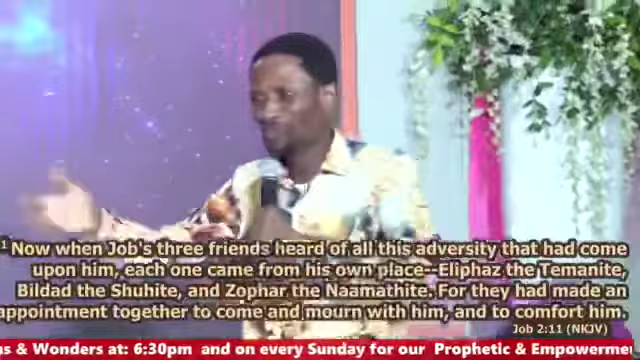 ¹ Now when Job's three friends heard of all this adversity that had come
upon him, each one came from his own place--Eliphaz the Temanite,
Bildad the Shuhite, and Zophar the Naamathite. For they had made an
appointment together to come and mourn with him, and to comfort him.
Job 2:11 (NKJV)
& Wonders at: 6:30pm and on every Sunday for our Prophetic &